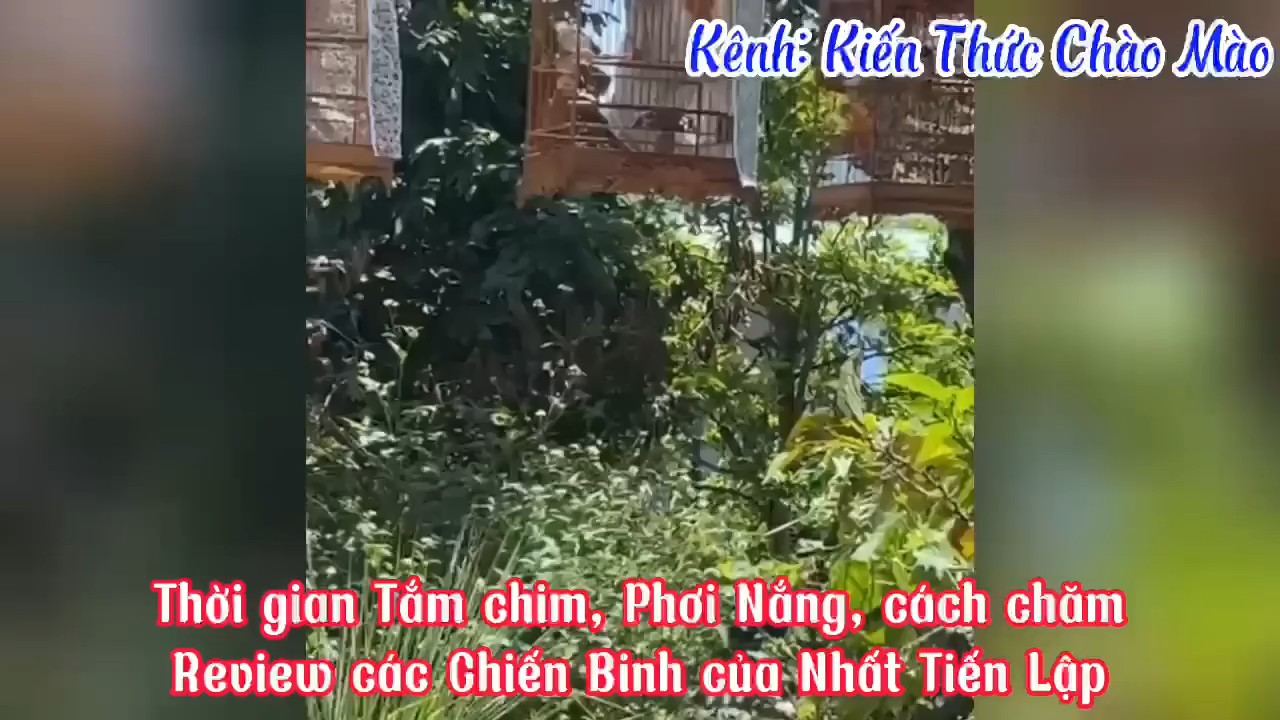 Kênh: Kiến Thức Chào Mào
Thời gian Tắm chim, Phơi Nắng, cách chăm
Review các Chiến Binh của Nhất Tiến Lập